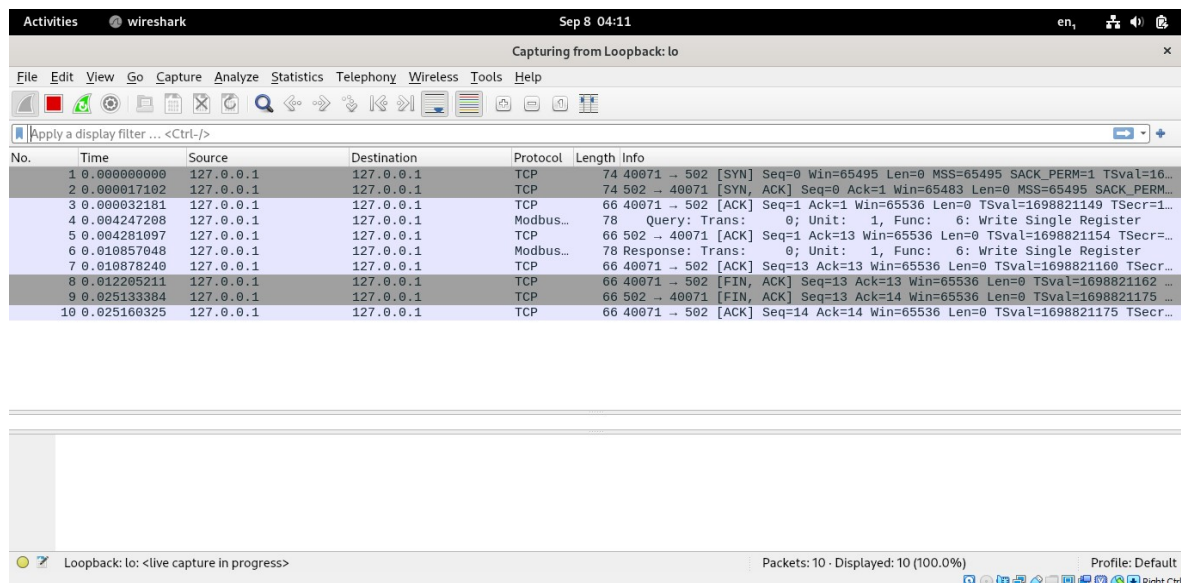 Activities wireshark Sep 8 04:11 en1
Capturing from Loopback: lo ×
File Edit View Go Capture Analyze Statistics Telephony Wireless Tools Help
Apply a display filter … <Ctrl-/>
No. Time Source Destination Protocol Length Info
1 0.000000000 127.0.0.1 127.0.0.1 TCP 74 40071 → 502 [SYN] Seq=0 Win=65495 Len=0 MSS=65495 SACK_PERM=1 TSval=16…
2 0.000017102 127.0.0.1 127.0.0.1 TCP 74 502 → 40071 [SYN, ACK] Seq=0 Ack=1 Win=65483 Len=0 MSS=65495 SACK_PERM…
3 0.000032181 127.0.0.1 127.0.0.1 TCP 66 40071 → 502 [ACK] Seq=1 Ack=1 Win=65536 Len=0 TSval=1698821149 TSecr=1…
4 0.004247208 127.0.0.1 127.0.0.1 Modbus… 78 Query: Trans: 0; Unit: 1, Func: 6: Write Single Register
5 0.004281097 127.0.0.1 127.0.0.1 TCP 66 502 → 40071 [ACK] Seq=1 Ack=13 Win=65536 Len=0 TSval=1698821154 TSecr=…
6 0.010857048 127.0.0.1 127.0.0.1 Modbus… 78 Response: Trans: 0; Unit: 1, Func: 6: Write Single Register
7 0.010878240 127.0.0.1 127.0.0.1 TCP 66 40071 → 502 [ACK] Seq=13 Ack=13 Win=65536 Len=0 TSval=1698821160 TSecr…
8 0.012205211 127.0.0.1 127.0.0.1 TCP 66 40071 → 502 [FIN, ACK] Seq=13 Ack=13 Win=65536 Len=0 TSval=1698821162 …
9 0.025133384 127.0.0.1 127.0.0.1 TCP 66 502 → 40071 [FIN, ACK] Seq=13 Ack=14 Win=65536 Len=0 TSval=1698821175 …
10 0.025160325 127.0.0.1 127.0.0.1 TCP 66 40071 → 502 [ACK] Seq=14 Ack=14 Win=65536 Len=0 TSval=1698821175 TSecr…
Loopback: lo: <live capture in progress> Packets: 10 · Displayed: 10 (100.0%) Profile: Default
Right Ctrl